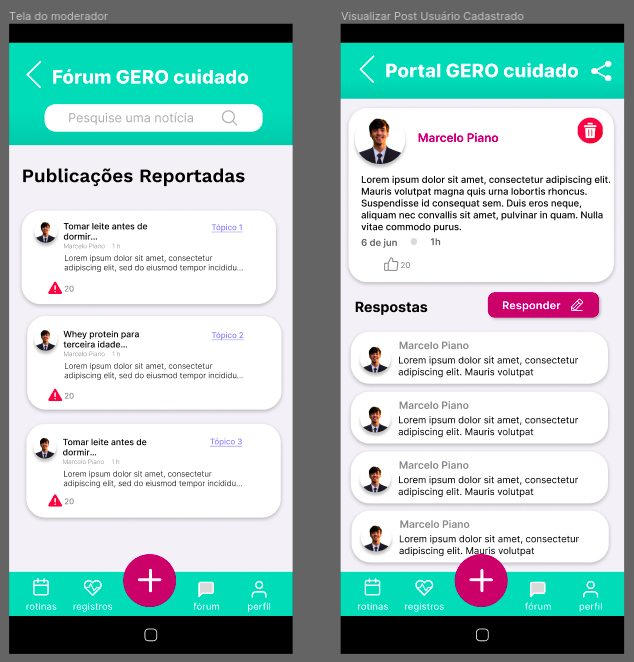 Tela do moderador
Fórum GERO cuidado
Pesquise uma notícia
Publicações Reportadas
Tomar leite antes de
dormir...
Tópico 1
Marcelo Piano 1 h
Lorem ipsum dolor sit amet, consectetur
adipiscing elit, sed do eiusmod tempor incididu...
20
Whey protein para
terceira idade...
Tópico 2
Marcelo Piano 1 h
Lorem ipsum dolor sit amet, consectetur
adipiscing elit, sed do eiusmod tempor incididu...
20
Tomar leite antes de
dormir...
Tópico 3
Marcelo Piano 1 h
Lorem ipsum dolor sit amet, consectetur
adipiscing elit, sed do eiusmod tempor incididu...
20
rotinas registros fórum perfil
Visualizar Post Usuário Cadastrado
Portal GERO cuidado
Marcelo Piano
Lorem ipsum dolor sit amet, consectetur adipiscing elit.
Mauris volutpat magna quis urna lobortis rhoncus.
Suspendisse id consequat sem. Duis eros neque,
aliquam nec convallis sit amet, pulvinar in quam. Nulla
vitae commodo purus.
6 de jun 1h
20
Respostas
Responder
Marcelo Piano
Lorem ipsum dolor sit amet, consectetur
adipiscing elit. Mauris volutpat
Marcelo Piano
Lorem ipsum dolor sit amet, consectetur
adipiscing elit. Mauris volutpat
Marcelo Piano
Lorem ipsum dolor sit amet, consectetur
adipiscing elit. Mauris volutpat
Marcelo Piano
Lorem ipsum dolor sit amet, consectetur
adipiscing elit. Mauris volutpat
rotinas registros fórum perfil